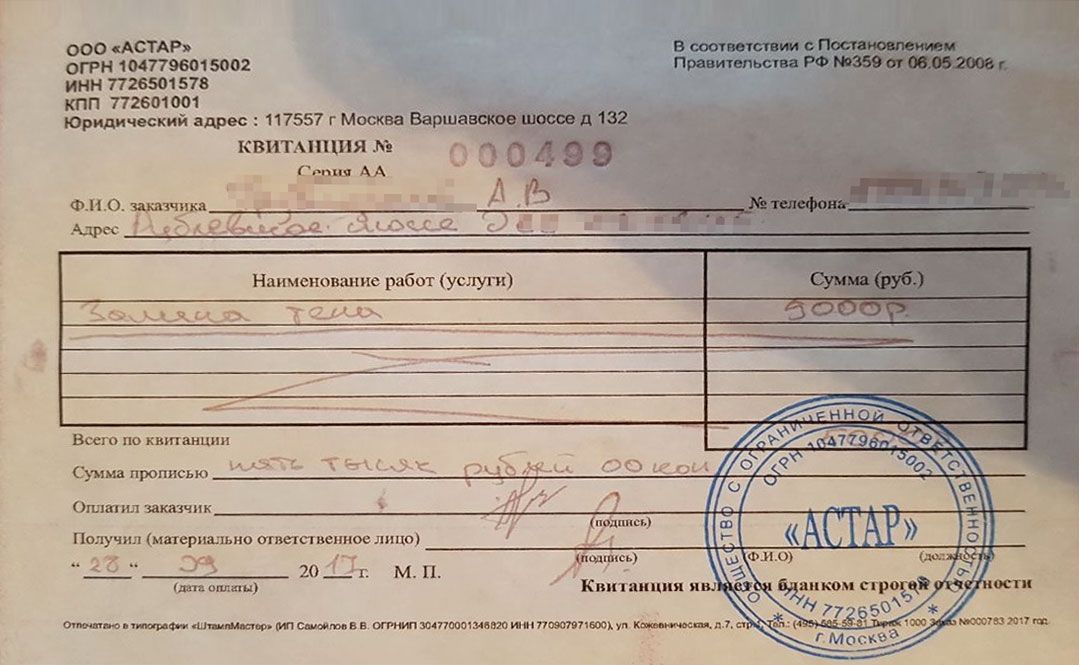 ООО «АСТАР»
ОГРН 1047796015002
ИНН 7726501578
КПП 772601001
Юридический адрес : 117557 г Москва Варшавское шоссе д 132
В соответствии с Постановлением
Правительства РФ №359 от 06.05.2008 г.
КВИТАНЦИЯ № 000499
Серия АА
Ф.И.О. заказчика А.В № телефона
Адрес шоссе
Наименование работ (услуги) Сумма (руб.)
Замена тена 5000р.
Всего по квитанции
Сумма прописью пять тысяч рублей 00 коп
Оплатил заказчик
(подпись)
Получил (материально ответственное лицо)
(подпись) (Ф.И.О) (должность)
“ 28 “ 09 2017 г. М. П.
(дата оплаты)
Квитанция является бланком строгой отчетности
Отпечатано в типографии «ШтампМастер» (ИП Самойлов В.В. ОГРНИП 304770001346820 ИНН 770907971600), ул. Кожевническая, д.7, стр.1, Тел.: (495) 585-59-81 Тираж 1000 Заказ №000783 2017 год.
ОБЩЕСТВО С ОГРАНИЧЕННОЙ ОТВЕТСТВЕННОСТЬЮ
ОГРН 1047796015002
«АСТАР»
ИНН 7726501578
* г.Москва *